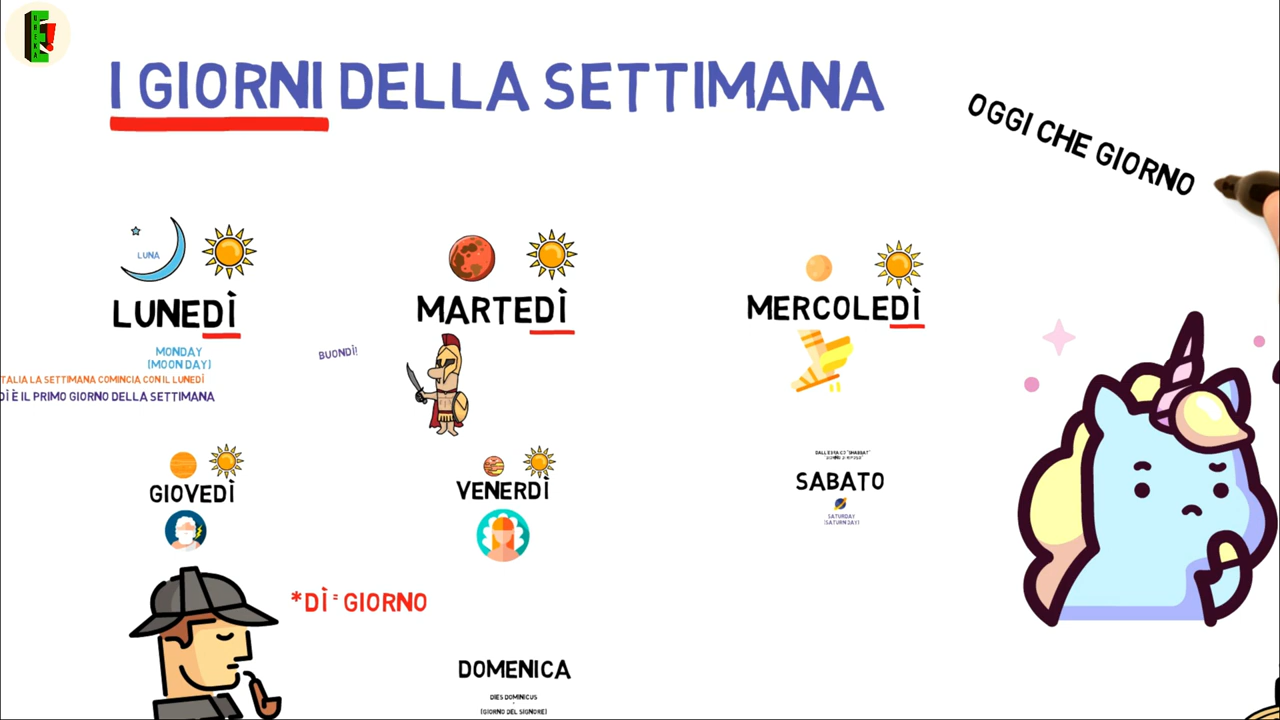 UREKA
I GIORNI DELLA SETTIMANA
OGGI CHE GIORNO
LUNA
LUNEDÌ
MARTEDÌ
MERCOLEDÌ
MONDAY
(MOON DAY)
TALIA LA SETTIMANA COMINCIA CON IL LUNEDÌ
DÌ È IL PRIMO GIORNO DELLA SETTIMANA
BUONDÌ!
GIOVEDÌ
VENERDÌ
SABATO
SATURDAY
(SATURN DAY)
*DÌ = GIORNO
DOMENICA
DIES DOMINICUS
(GIORNO DEL SIGNORE)